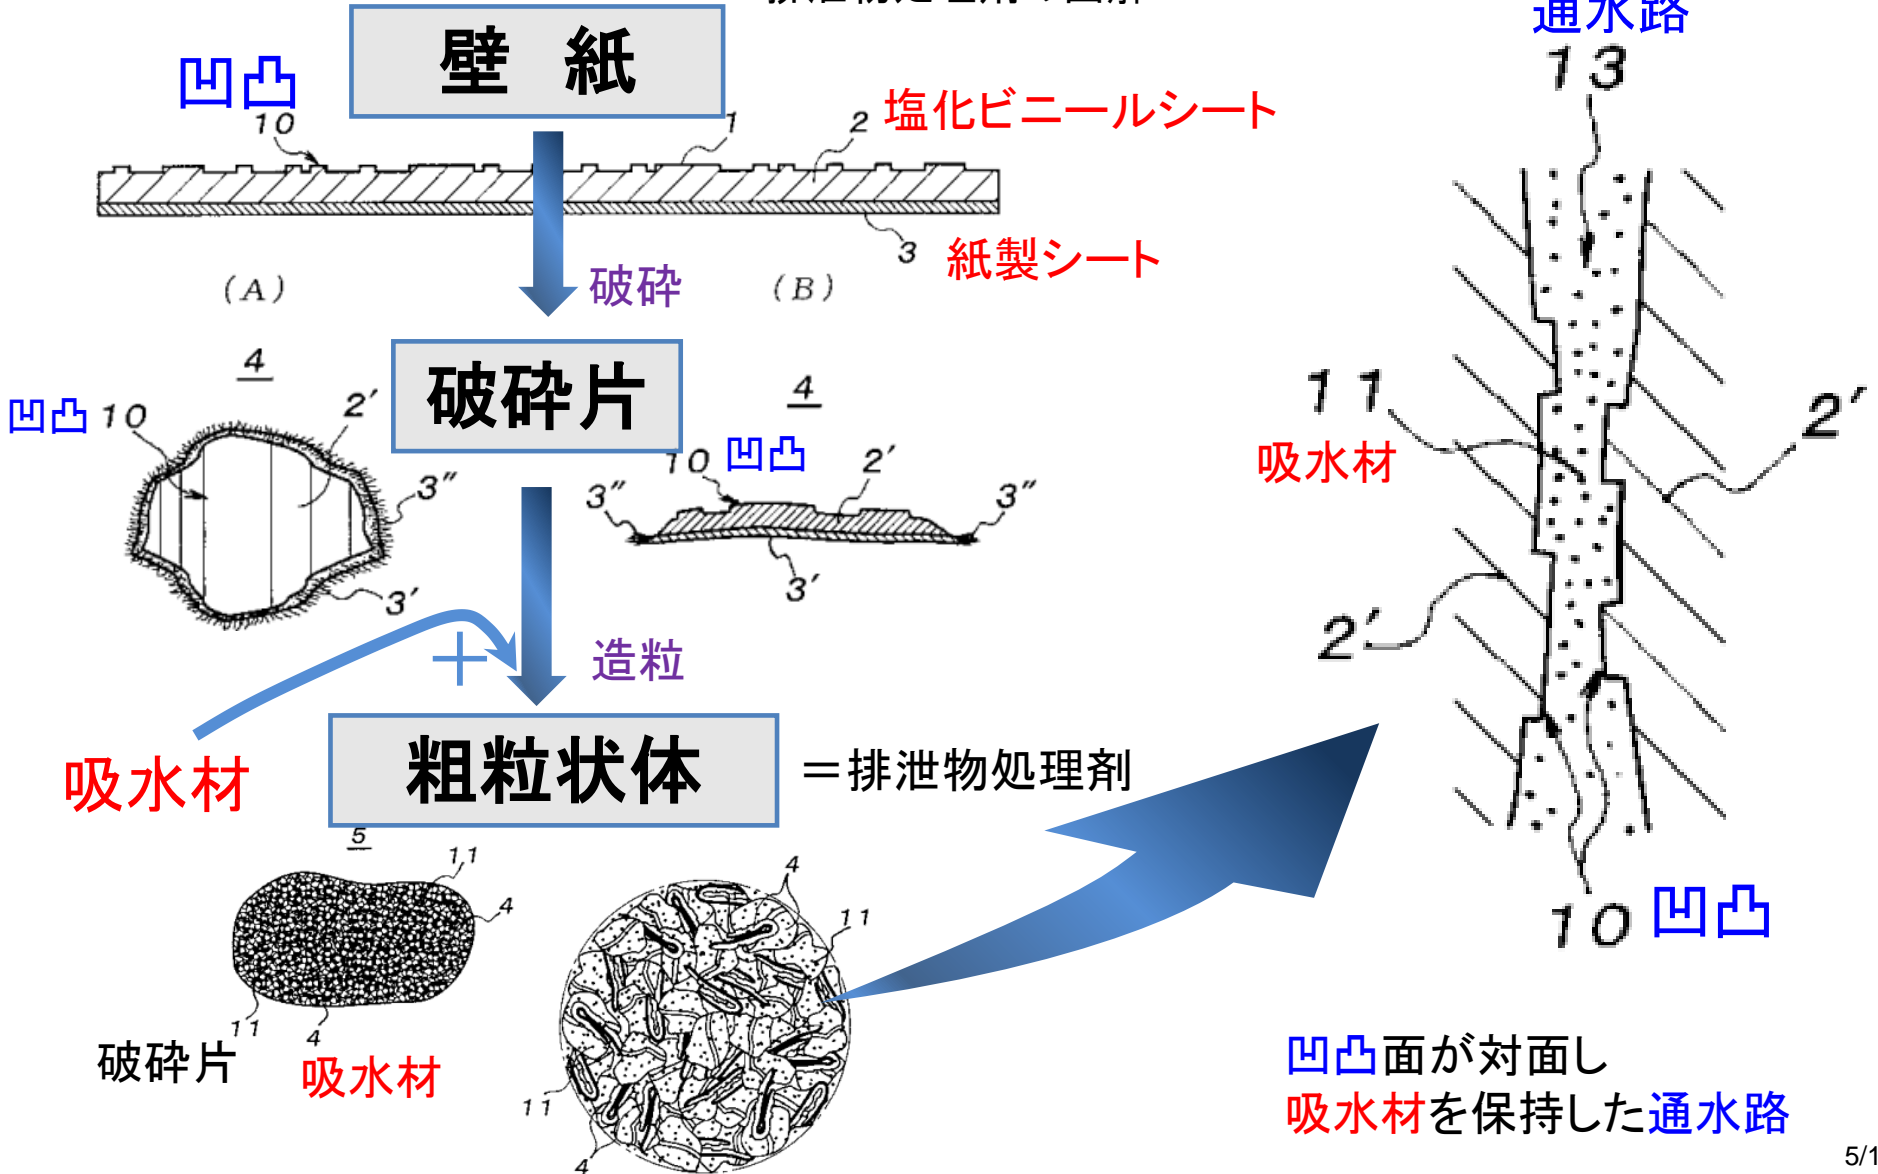 壁 紙
通水路
凹凸
13
10
1
2
塩化ビニールシート
3
紙製シート
(A)
破砕
(B)
4
破砕片
4
凹凸 10
2′
10 凹凸
2′
3″
3″
3″
3′
3′
11
吸水材
2′
2′
造粒
吸水材
粗粒状体
=排泄物処理剤
5
11
4
4
11
10 凹凸
11
4
破砕片
吸水材
11
4
凹凸面が対面し
吸水材を保持した通水路
5/1